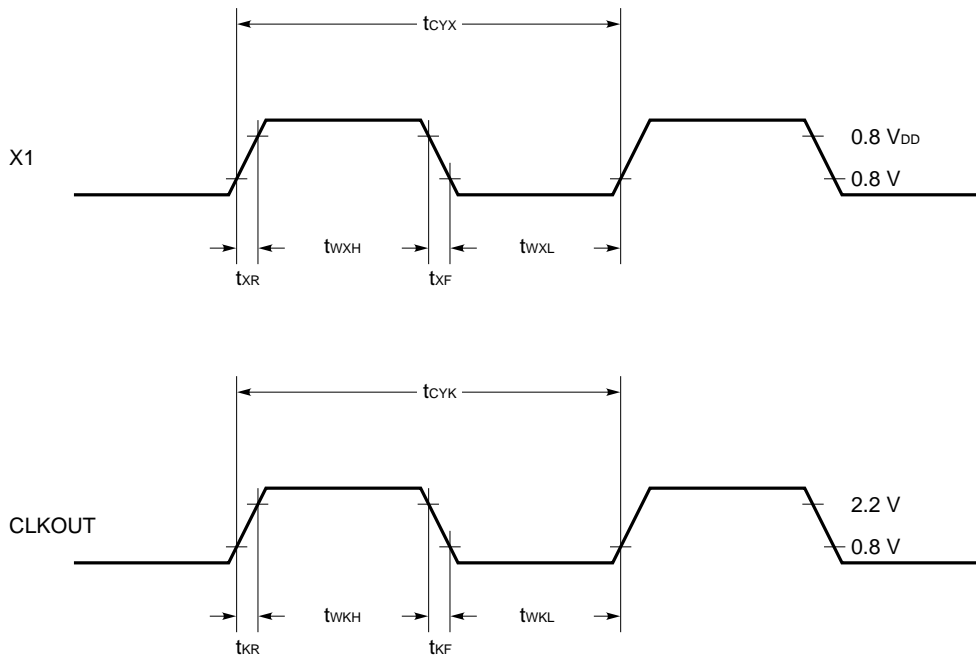 tCYX
X1
0.8 VDD
0.8 V
tWXH
tWXL
tXR
tXF
tCYK
CLKOUT
2.2 V
0.8 V
tWKH
tWKL
tKR
tKF